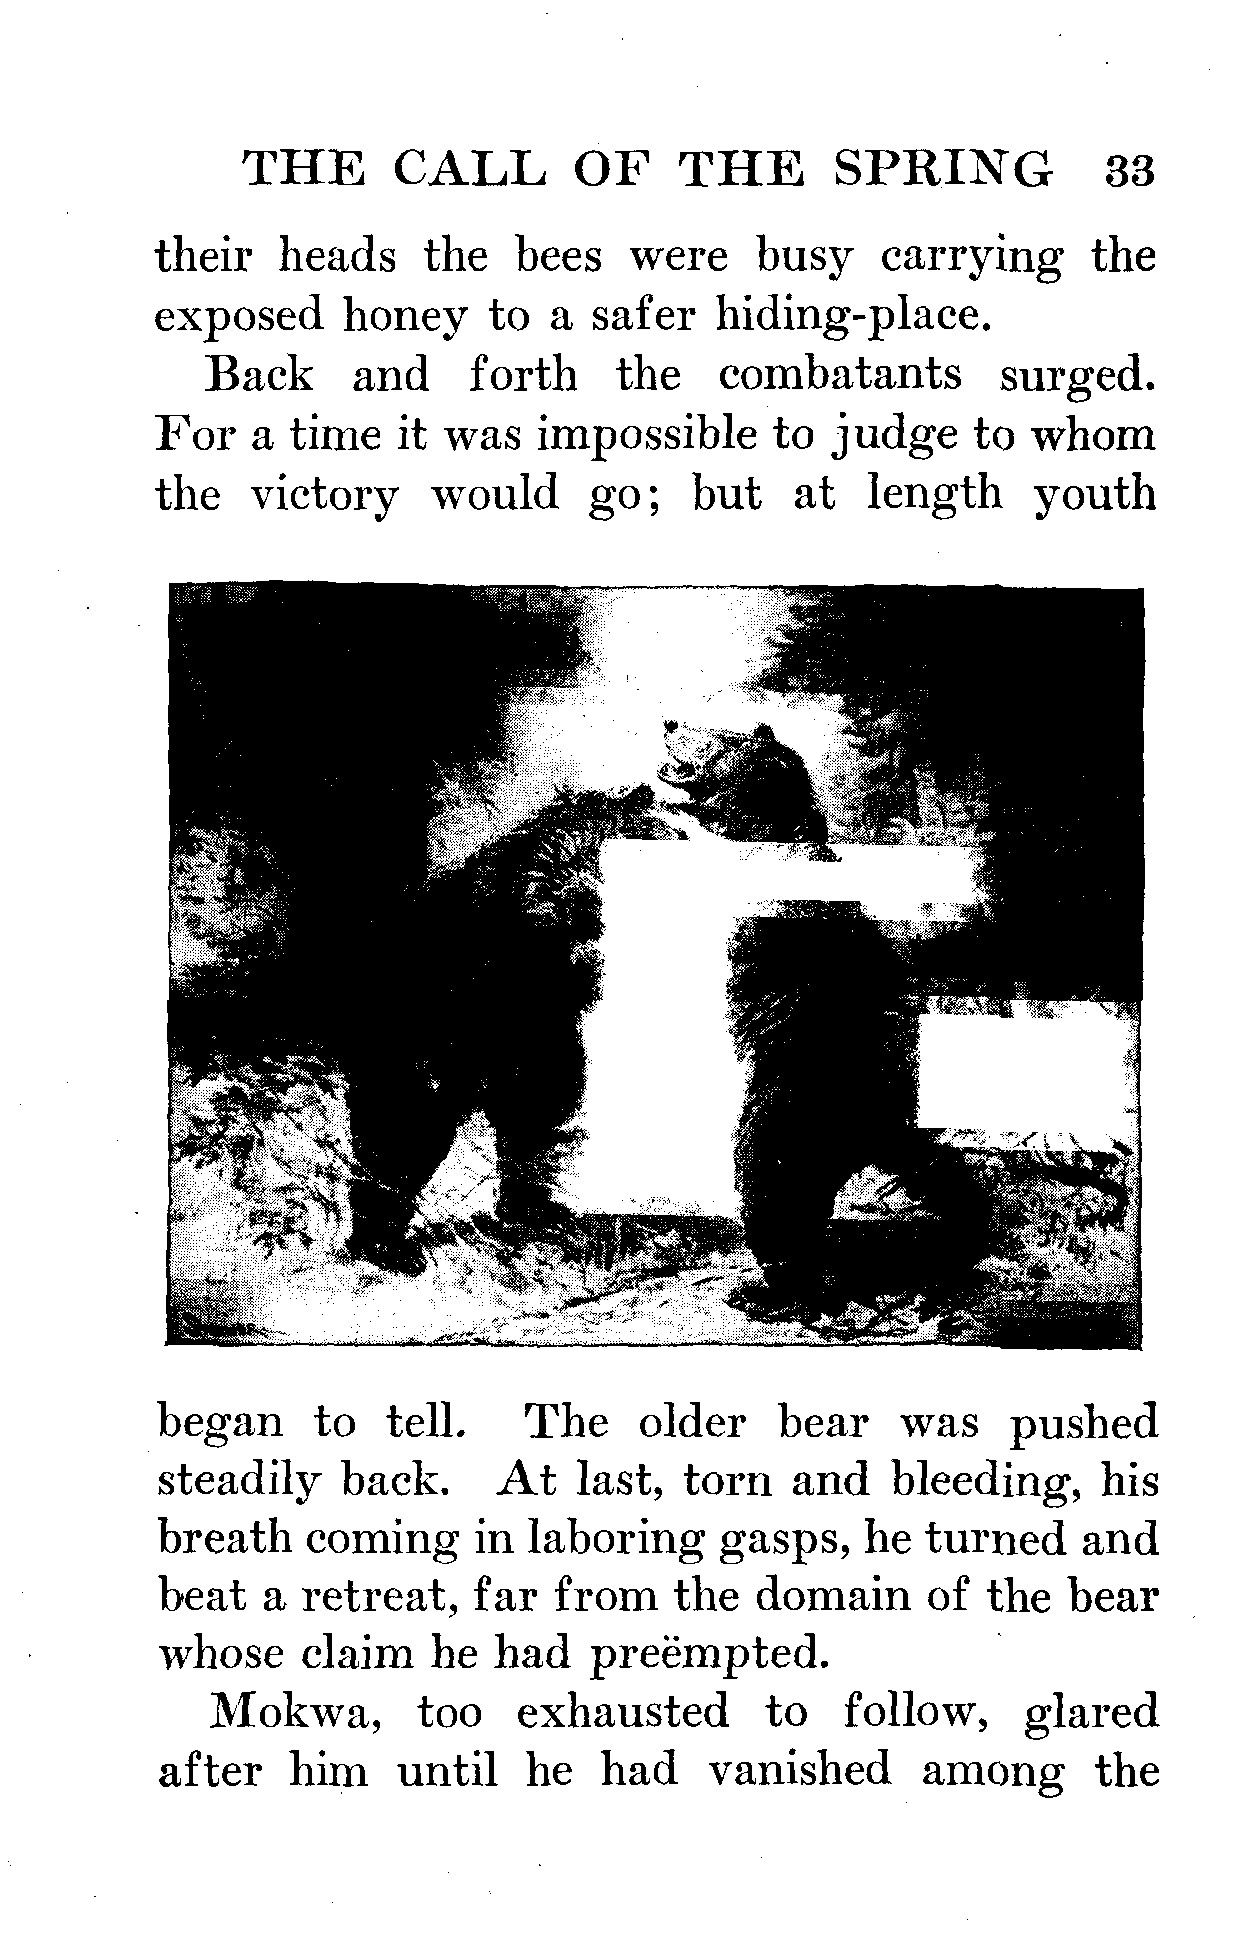 THE CALL OF THE SPRING 33
their heads the bees were busy carrying the
exposed honey to a safer hiding-place.
Back and forth the combatants surged.
For a time it was impossible to judge to whom
the victory would go; but at length youth
began to tell. The older bear was pushed
steadily back. At last, torn and bleeding, his
breath coming in laboring gasps, he turned and
beat a retreat, far from the domain of the bear
whose claim he had preëmpted.
Mokwa, too exhausted to follow, glared
after him until he had vanished among the